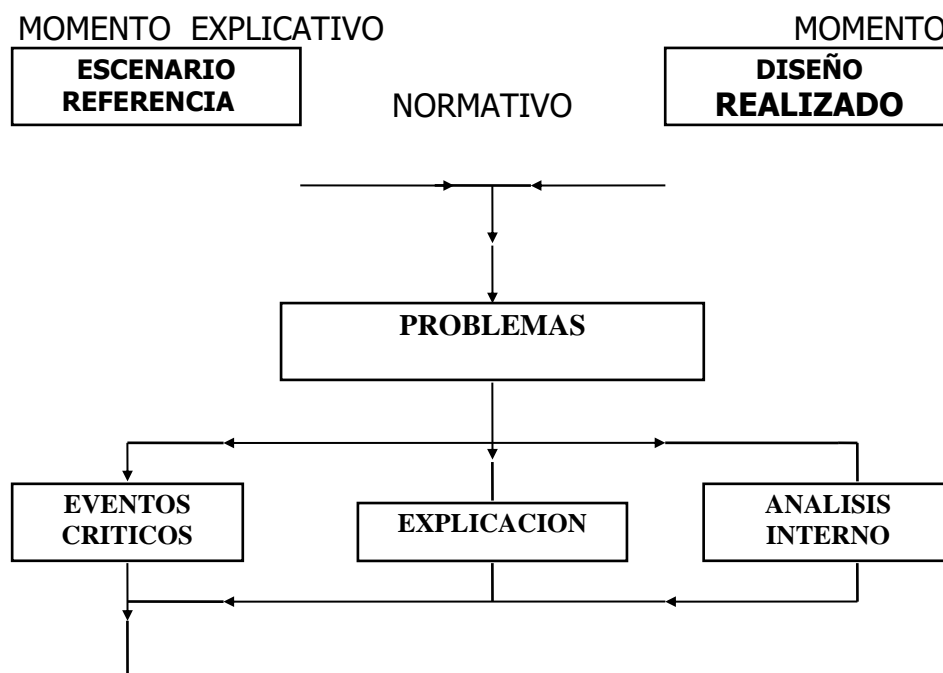 MOMENTO EXPLICATIVO MOMENTO
ESCENARIO
REFERENCIA
NORMATIVO
DISEÑO
REALIZADO
PROBLEMAS
EVENTOS
CRITICOS
EXPLICACION
ANALISIS
INTERNO